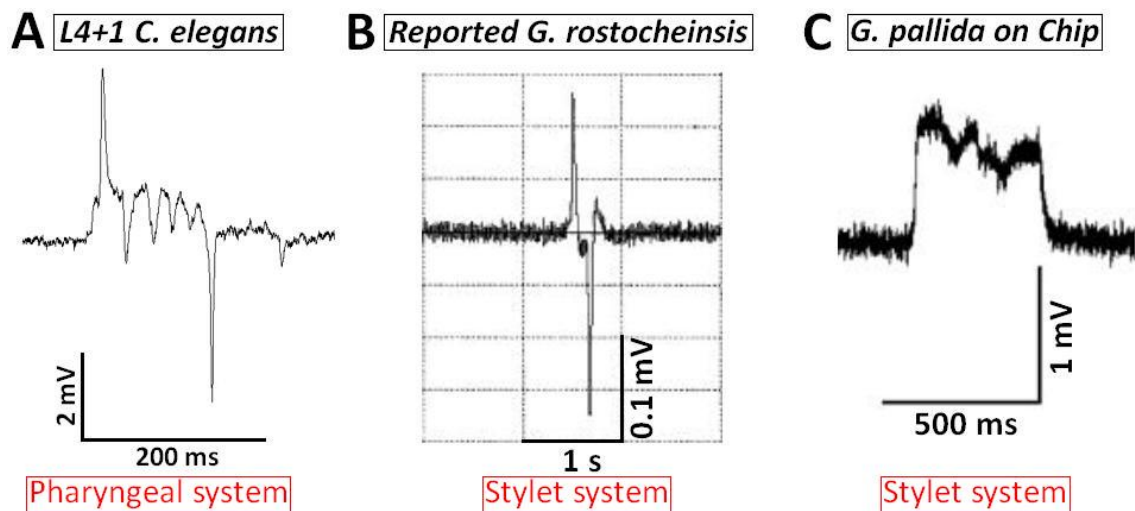 A L4+1 C. elegans
B Reported G. rostocheinsis
C G. pallida on Chip
2 mV
200 ms
Pharyngeal system
0.1 mV
1 s
Stylet system
1 mV
500 ms
Stylet system